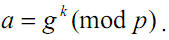 a = g^k (mod p).